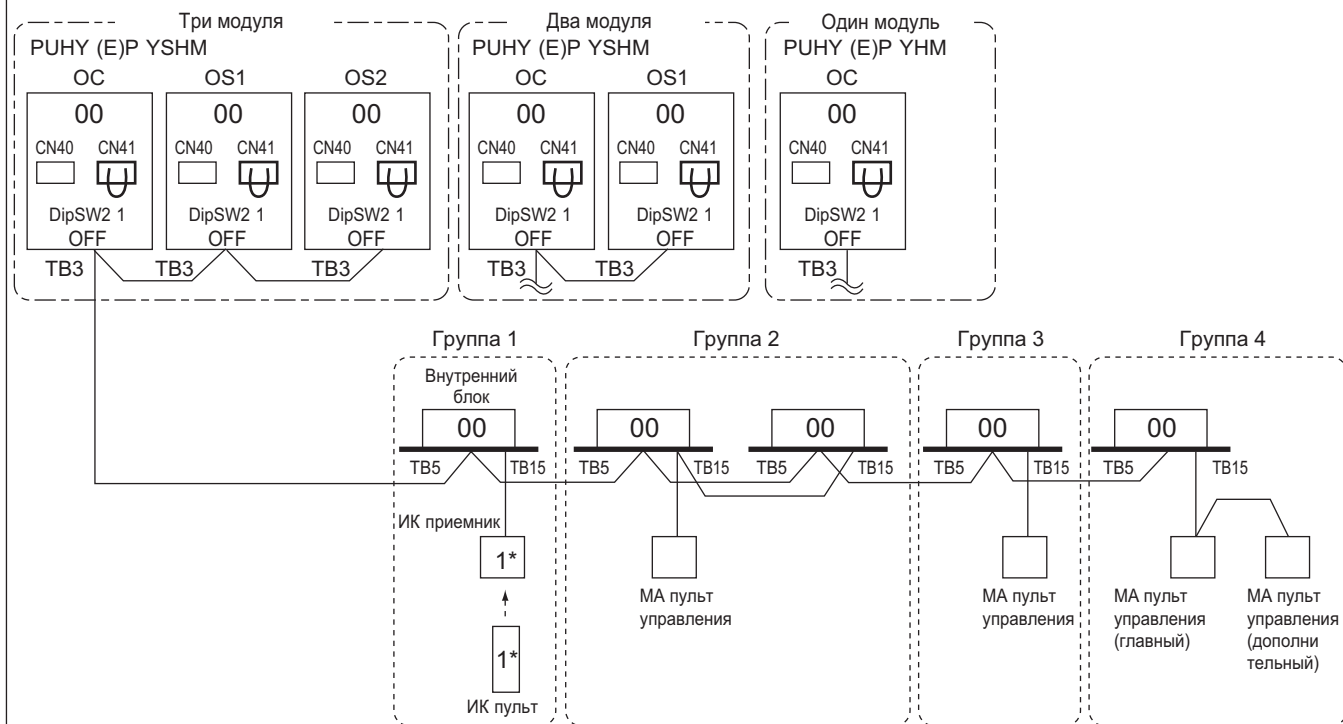 Три модуля
PUHY (E)P YSHM
OC OS1 OS2
00 00 00
CN40 CN41 CN40 CN41 CN40 CN41
DipSW2 1 DipSW2 1 DipSW2 1
OFF OFF OFF
TB3 TB3 TB3
Два модуля
PUHY (E)P YSHM
OC OS1
00 00
CN40 CN41 CN40 CN41
DipSW2 1 DipSW2 1
OFF OFF
TB3 TB3
Один модуль
PUHY (E)P YHM
OC
00
CN40 CN41
DipSW2 1
OFF
TB3
Группа 1
Внутренний
блок
00
TB5 TB15
ИК приемник
1*
1*
ИК пульт
Группа 2
00 00
TB5 TB15 TB5 TB15
МА пульт
управления
Группа 3
00
TB5 TB15
МА пульт
управления
Группа 4
00
TB5 TB15
МА пульт
управления
(главный)
МА пульт
управления
(дополни
тельный)